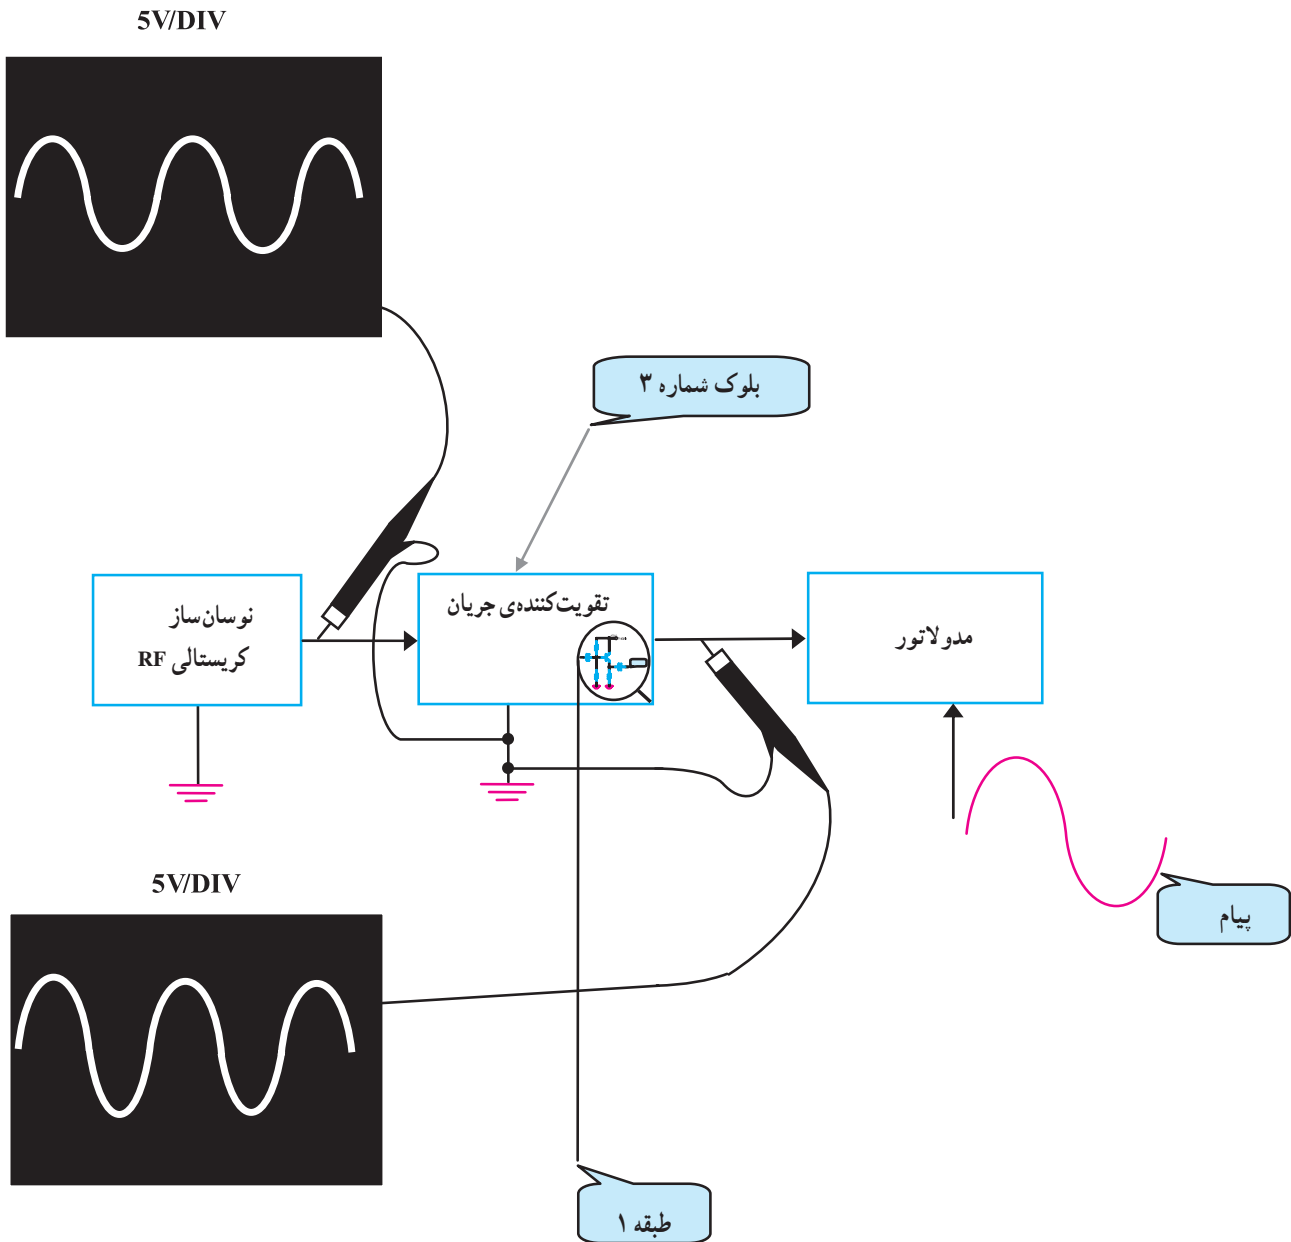 5V/DIV
بلوک شماره ۳
نوسان‌ساز
کریستالی RF
تقویت‌کننده‌ی جریان
مدولاتور
5V/DIV
پیام
طبقه ۱